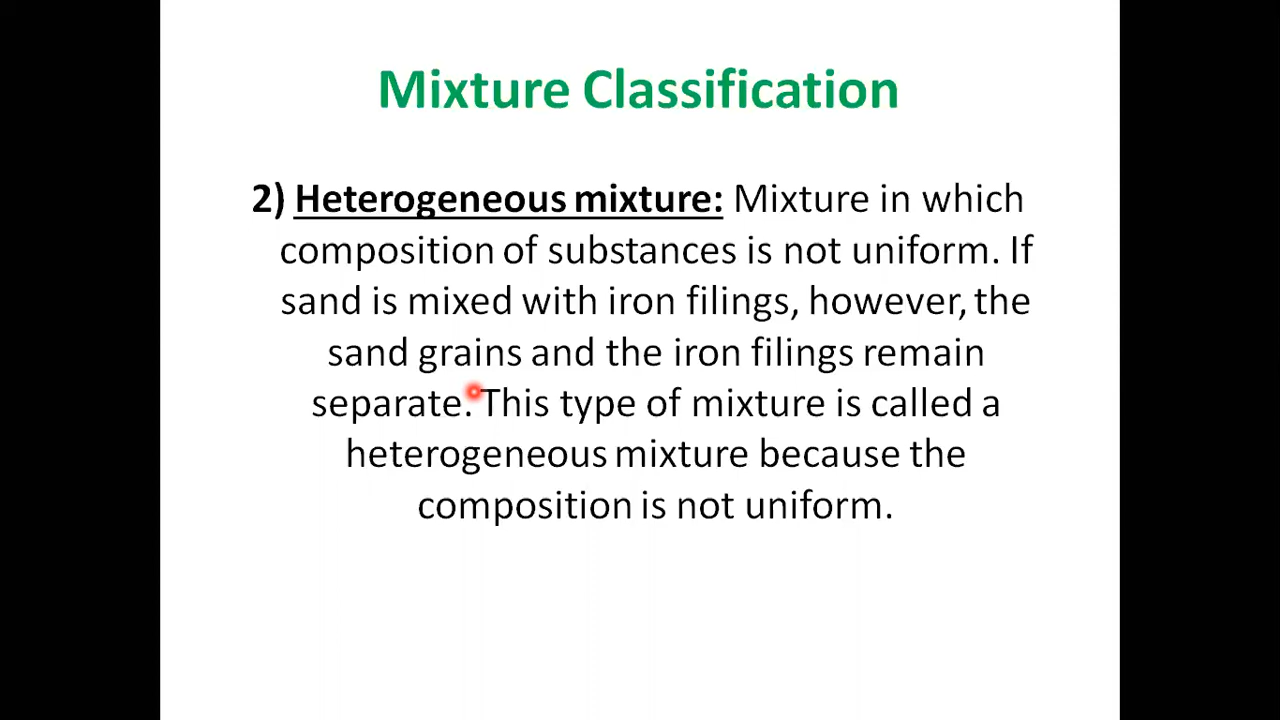 Mixture Classification
2) Heterogeneous mixture: Mixture in which
composition of substances is not uniform. If
sand is mixed with iron filings, however, the
sand grains and the iron filings remain
separate. This type of mixture is called a
heterogeneous mixture because the
composition is not uniform.